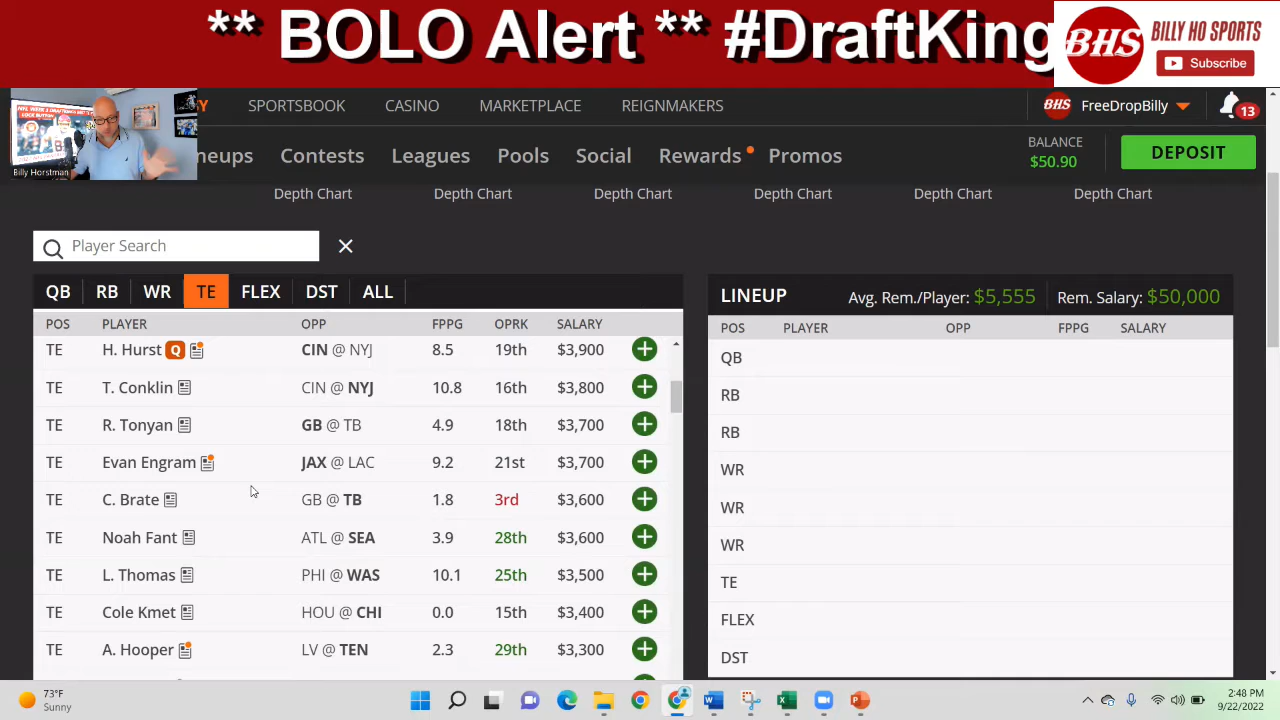 ** BOLO Alert ** #DraftKing
BHS BILLY HO SPORTS
Subscribe
SPORTSBOOK CASINO MARKETPLACE REIGNMAKERS
BHS FreeDropBilly 13
Contests Leagues Pools Social Rewards Promos
BALANCE
$50.90
DEPOSIT
Billy Horstman
Depth Chart Depth Chart Depth Chart Depth Chart Depth Chart Depth Chart
Player Search
QB RB WR TE FLEX DST ALL
POS PLAYER OPP FPPG OPRK SALARY
TE H. Hurst Q CIN @ NYJ 8.5 19th $3,900
TE T. Conklin CIN @ NYJ 10.8 16th $3,800
TE R. Tonyan GB @ TB 4.9 18th $3,700
TE Evan Engram JAX @ LAC 9.2 21st $3,700
TE C. Brate GB @ TB 1.8 3rd $3,600
TE Noah Fant ATL @ SEA 3.9 28th $3,600
TE L. Thomas PHI @ WAS 10.1 25th $3,500
TE Cole Kmet HOU @ CHI 0.0 15th $3,400
TE A. Hooper LV @ TEN 2.3 29th $3,300
LINEUP Avg. Rem./Player: $5,555 Rem. Salary: $50,000
POS PLAYER OPP FPPG SALARY
QB
RB
RB
WR
WR
WR
TE
FLEX
DST
73°F
Sunny
2:48 PM
9/22/2022